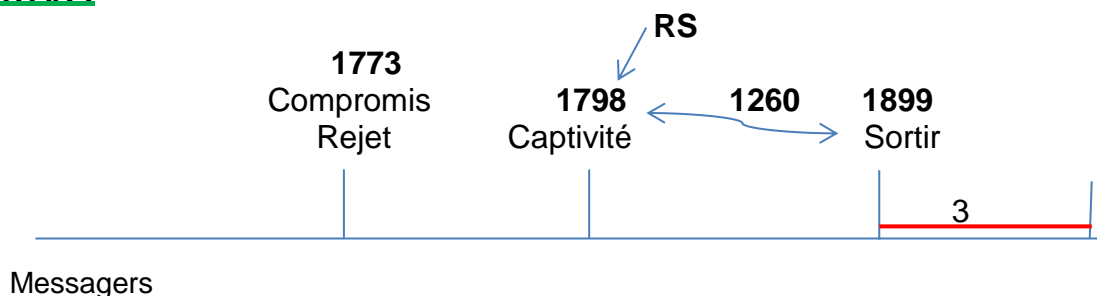 RS
1773
Compromis
Rejet
1798
Captivité
1260
1899
Sortir
3
Messagers